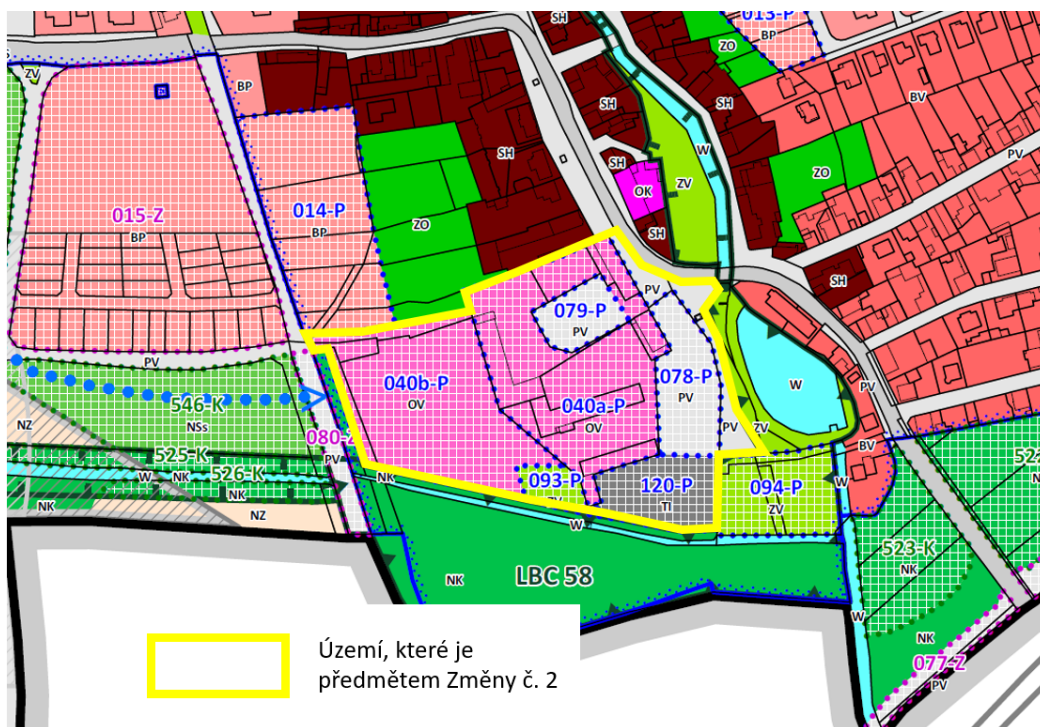 SH
013-P
BP
ZO
ZV
BP
SH
SH
SH
BV
W
PV
015-Z
BP
014-P
BP
SH
ZO
SH
OK
ZV
ZO
SH
SH
PV
079-P
PV
PV
546-K
NSs
040b-P
OV
040a-P
OV
078-P
PV
W
PV
NZ
080-Z
PV
525-K
NK
W
526-K
NK
NK
NZ
NK
093-P
ZV
120-P
TI
PV
ZV
094-P
ZV
BV
W
W
523-K
NK
NK
LBC 58
W
NK
077-Z
PV
Území, které je
předmětem Změny č. 2